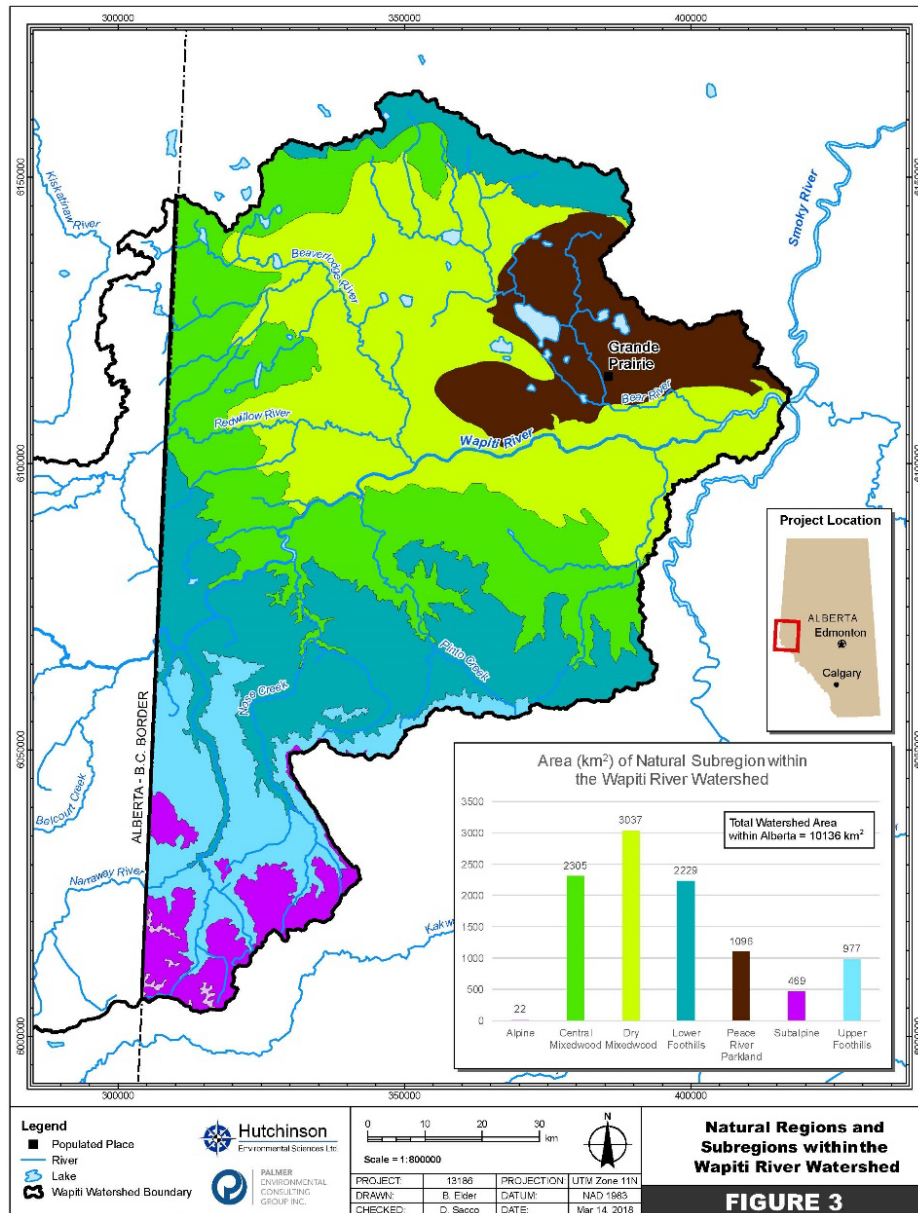 300000
350000
400000
6150000
6150000
Kiskatinaw River
Smoky River
Beaverlodge River
Grande
Prairie
Bear River
Redwillow River
Wapiti River
6100000
6100000
Project Location
ALBERTA
Edmonton
Calgary
Pinto Creek
Nose Creek
ALBERTA - B.C. BORDER
6050000
6050000
Belcourt Creek
Narraway River
Area (km²) of Natural Subregion within
the Wapiti River Watershed
Total Watershed Area
within Alberta = 10136 km²
3500
3000
2500
2000
1500
1000
500
0
22
2305
3037
2229
1096
469
977
Alpine
Central
Mixedwood
Dry
Mixedwood
Lower
Foothills
Peace
River
Parkland
Subalpine
Upper
Foothills
6000000
300000
350000
400000
Legend
Populated Place
River
Lake
Wapiti Watershed Boundary
Hutchinson
Environmental Sciences Ltd.
PALMER
ENVIRONMENTAL
CONSULTING
GROUP INC.
0 10 20 30
km
Scale = 1:800000
N
PROJECT: 13186 PROJECTION: UTM Zone 11N
DRAWN: B. Elder DATUM: NAD 1983
CHECKED: D. Sacco DATE: Mar 14, 2018
Natural Regions and
Subregions within the
Wapiti River Watershed
FIGURE 3